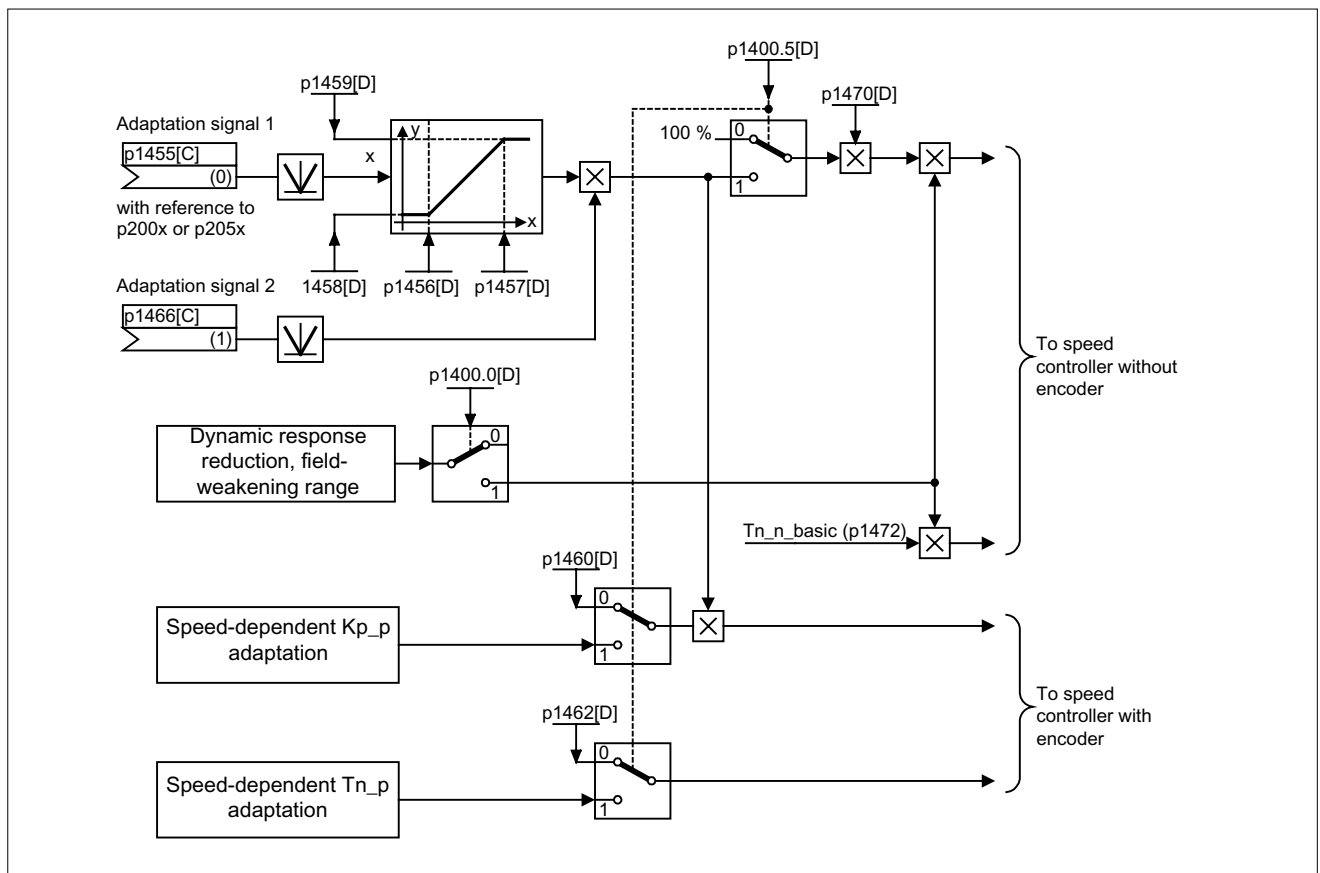 p1400.5[D]
p1459[D]
p1470[D]
Adaptation signal 1
y
100 %
0
p1455[C]
x
(0)
1
with reference to
x
p200x or p205x
1458[D]
p1456[D]
p1457[D]
Adaptation signal 2
p1466[C]
(1)
To speed
controller without
encoder
p1400.0[D]
0
Dynamic response
reduction, field-
weakening range
1
Tn_n_basic (p1472)
p1460[D]
0
Speed-dependent Kp_p
adaptation
1
p1462[D]
To speed
controller with
encoder
0
Speed-dependent Tn_p
adaptation
1